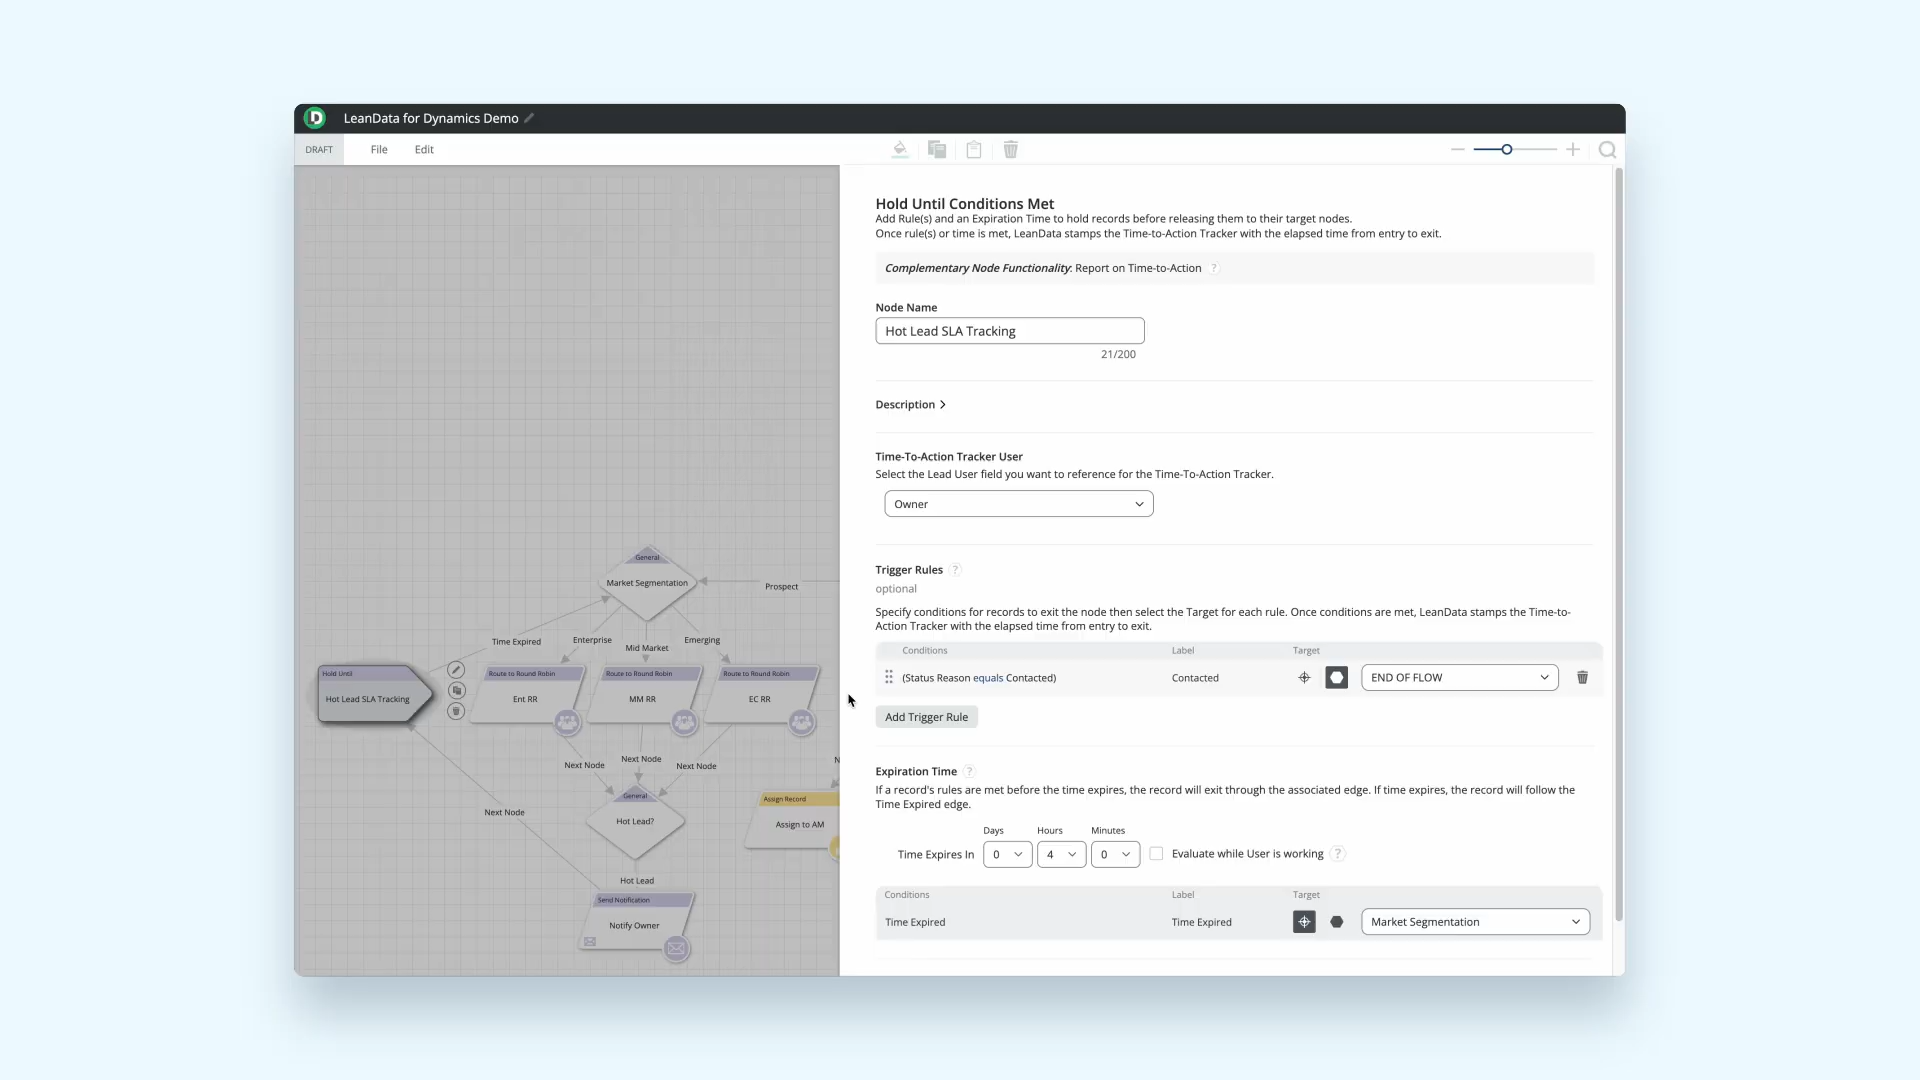 LeanData for Dynamics Demo
DRAFT
File
Edit
Hold Until Conditions Met
Add Rule(s) and an Expiration Time to hold records before releasing them to their target nodes.
Once rule(s) or time is met, LeanData stamps the Time-to-Action Tracker with the elapsed time from entry to exit.
Complementary Node Functionality: Report on Time-to-Action ?
Node Name
Hot Lead SLA Tracking
21/200
Description
Time-To-Action Tracker User
Select the Lead User field you want to reference for the Time-To-Action Tracker.
Owner
Trigger Rules ?
optional
Specify conditions for records to exit the node then select the Target for each rule. Once conditions are met, LeanData stamps the Time-to-
Action Tracker with the elapsed time from entry to exit.
Conditions Label Target
(Status Reason equals Contacted) Contacted END OF FLOW
Add Trigger Rule
Expiration Time ?
If a record's rules are met before the time expires, the record will exit through the associated edge. If time expires, the record will follow the
Time Expired edge.
Days Hours Minutes
Time Expires In 0 4 0 Evaluate while User is working ?
Conditions Label Target
Time Expired Time Expired Market Segmentation
General
Market Segmentation
Prospect
Time Expired
Enterprise
Mid Market
Emerging
Hold Until
Hot Lead SLA Tracking
Route to Round Robin
Ent RR
Route to Round Robin
MM RR
Route to Round Robin
EC RR
Next Node
Next Node
Next Node
N
General
Hot Lead?
Assign Record
Assign to AM
Next Node
Hot Lead
Send Notification
Notify Owner